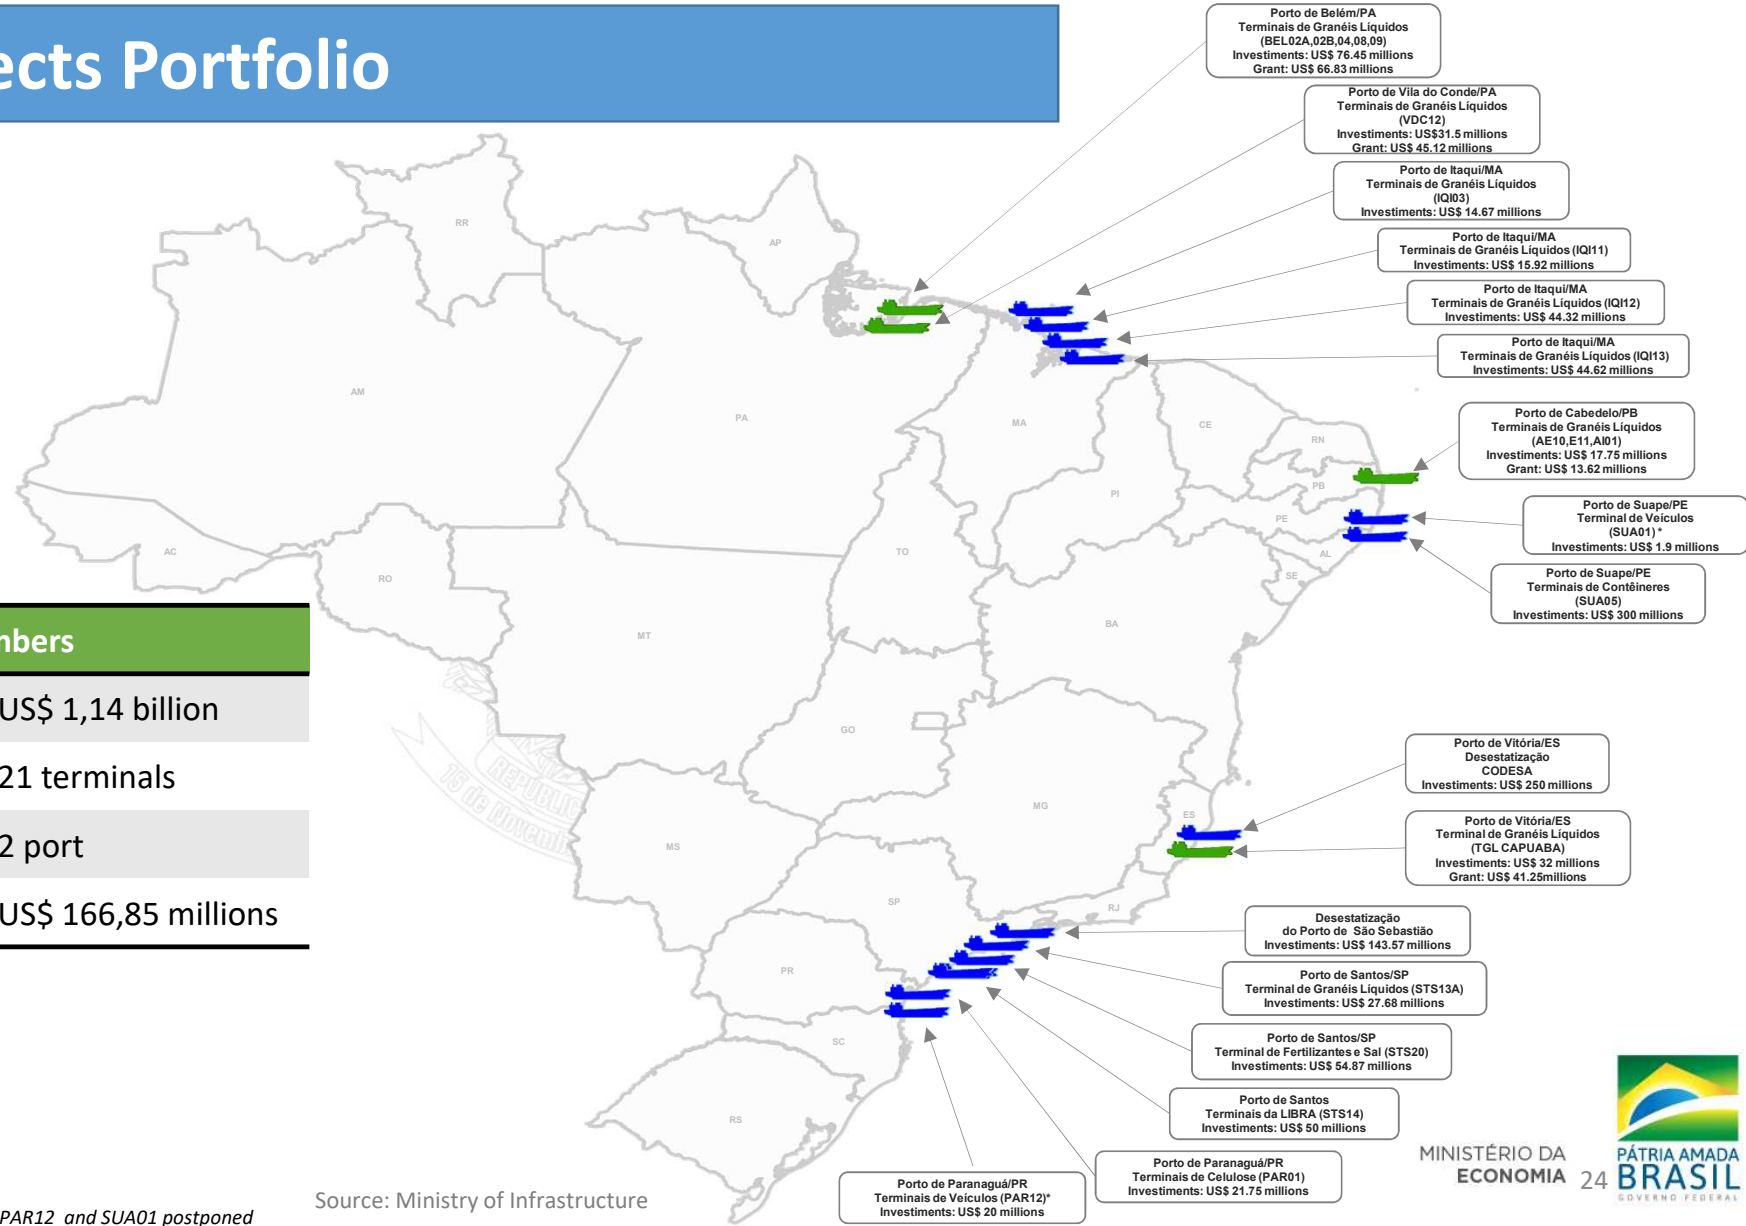 ects Portfolio
Porto de Belém/PA
Terminais de Granéis Líquidos
(BEL02A,02B,04,08,09)
Investiments: US$ 76.45 millions
Grant: US$ 66.83 millions
Porto de Vila do Conde/PA
Terminais de Granéis Líquidos
(VDC12)
Investiments: US$31.5 millions
Grant: US$ 45.12 millions
Porto de Itaqui/MA
Terminais de Granéis Líquidos
(IQI03)
Investiments: US$ 14.67 millions
Porto de Itaqui/MA
Terminais de Granéis Líquidos (IQI11)
Investiments: US$ 15.92 millions
Porto de Itaqui/MA
Terminais de Granéis Líquidos (IQI12)
Investiments: US$ 44.32 millions
Porto de Itaqui/MA
Terminais de Granéis Líquidos (IQI13)
Investiments: US$ 44.62 millions
Porto de Cabedelo/PB
Terminais de Granéis Líquidos
(AE10,E11,AI01)
Investiments: US$ 17.75 millions
Grant: US$ 13.62 millions
Porto de Suape/PE
Terminal de Veículos
(SUA01) *
Investiments: US$ 1.9 millions
Porto de Suape/PE
Terminais de Contêineres
(SUA05)
Investiments: US$ 300 millions
Porto de Vitória/ES
Desestatização
CODESA
Investiments: US$ 250 millions
Porto de Vitória/ES
Terminal de Granéis Líquidos
(TGL CAPUABA)
Investiments: US$ 32 millions
Grant: US$ 41.25millions
Desestatização
do Porto de São Sebastião
Investiments: US$ 143.57 millions
Porto de Santos/SP
Terminal de Granéis Líquidos (STS13A)
Investiments: US$ 27.68 millions
Porto de Santos/SP
Terminal de Fertilizantes e Sal (STS20)
Investiments: US$ 54.87 millions
Porto de Santos
Terminais da LIBRA (STS14)
Investiments: US$ 50 millions
Porto de Paranaguá/PR
Terminais de Celulose (PAR01)
Investiments: US$ 21.75 millions
Porto de Paranaguá/PR
Terminais de Veículos (PAR12)*
Investiments: US$ 20 millions
RR
AP
AM
PA
MA
CE
RN
PB
PI
PE
AL
SE
AC
RO
TO
BA
MT
GO
MG
ES
MS
SP
RJ
PR
SC
RS
REPÚBLIC
15 de Novemb
mbers
US$ 1,14 billion
21 terminals
2 port
US$ 166,85 millions
Source: Ministry of Infrastructure
PAR12 and SUA01 postponed
MINISTÉRIO DA
ECONOMIA
24
PÁTRIA AMADA
BRASIL
GOVERNO FEDERAL